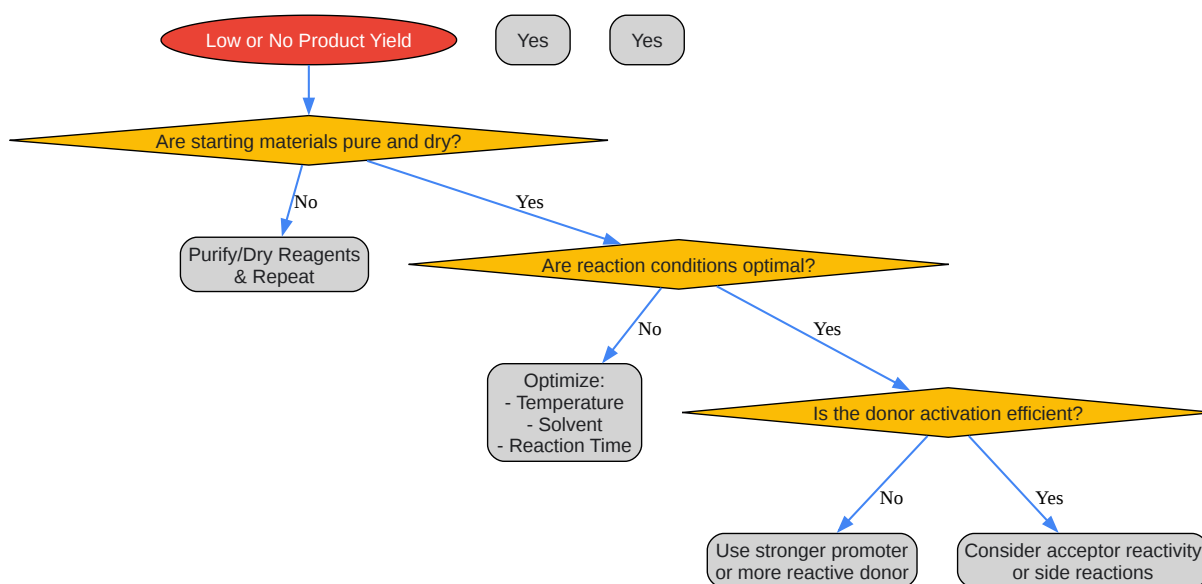 Low or No Product Yield
Yes
Yes
Are starting materials pure and dry?
No
Yes
Purify/Dry Reagents
& Repeat
Are reaction conditions optimal?
No
Yes
Optimize:
- Temperature
- Solvent
- Reaction Time
Is the donor activation efficient?
No
Yes
Use stronger promoter
or more reactive donor
Consider acceptor reactivity
or side reactions